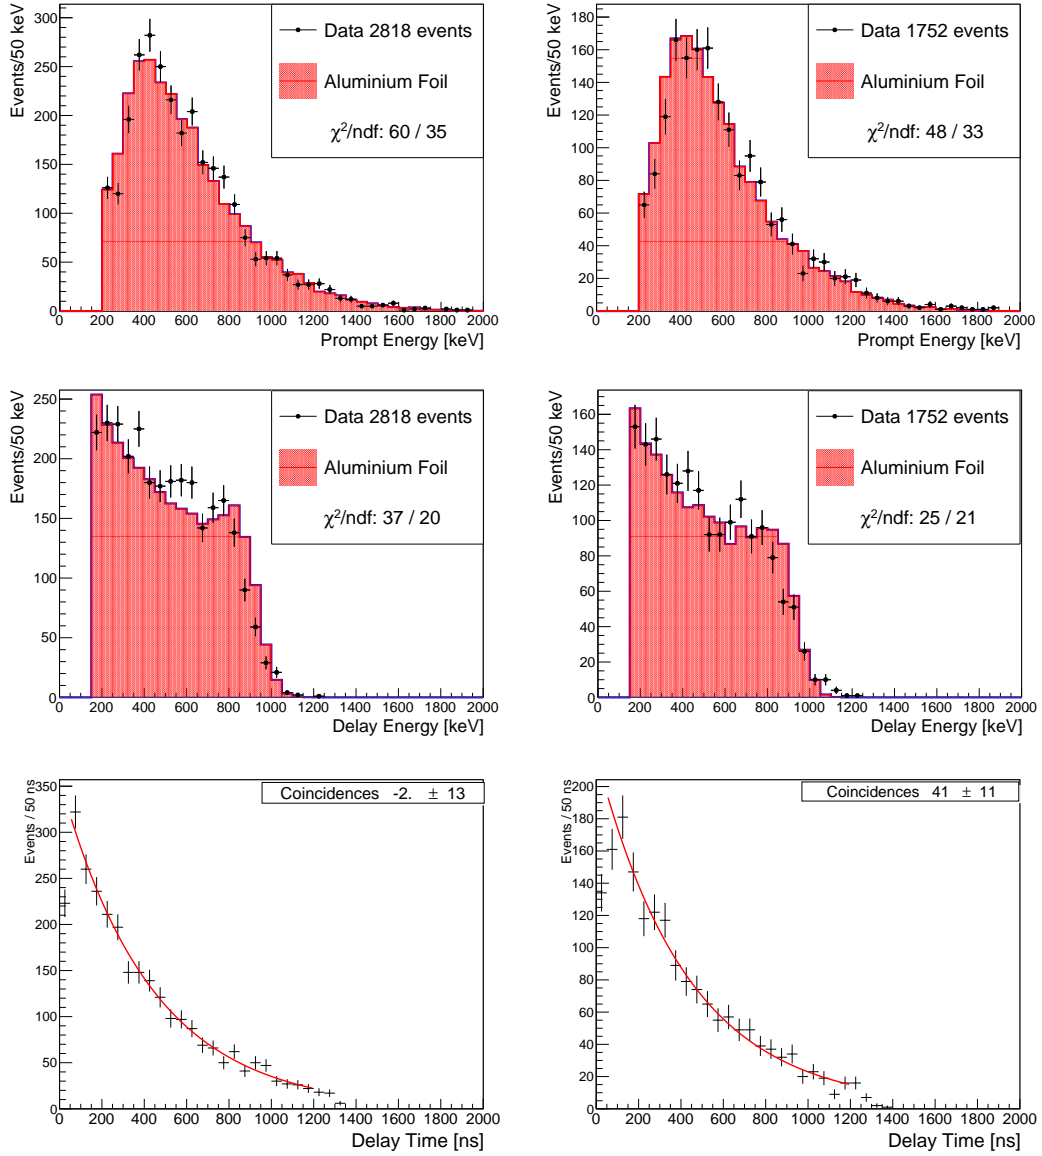 Events/50 keV
300
250
200
150
100
50
0
Data 2818 events
Aluminium Foil
χ²/ndf: 60 / 35
0 200 400 600 800 1000 1200 1400 1600 1800 2000
Prompt Energy [keV]
Events/50 keV
180
160
140
120
100
80
60
40
20
0
Data 1752 events
Aluminium Foil
χ²/ndf: 48 / 33
0 200 400 600 800 1000 1200 1400 1600 1800 2000
Prompt Energy [keV]
Events/50 keV
250
200
150
100
50
0
Data 2818 events
Aluminium Foil
χ²/ndf: 37 / 20
0 200 400 600 800 1000 1200 1400 1600 1800 2000
Delay Energy [keV]
Events/50 keV
160
140
120
100
80
60
40
20
0
Data 1752 events
Aluminium Foil
χ²/ndf: 25 / 21
0 200 400 600 800 1000 1200 1400 1600 1800 2000
Delay Energy [keV]
Events / 50 ns
350
300
250
200
150
100
50
0
Coincidences -2. ± 13
0 200 400 600 800 1000 1200 1400 1600 1800 2000
Delay Time [ns]
Events / 50 ns
200
180
160
140
120
100
80
60
40
20
0
Coincidences 41 ± 11
0 200 400 600 800 1000 1200 1400 1600 1800 2000
Delay Time [ns]